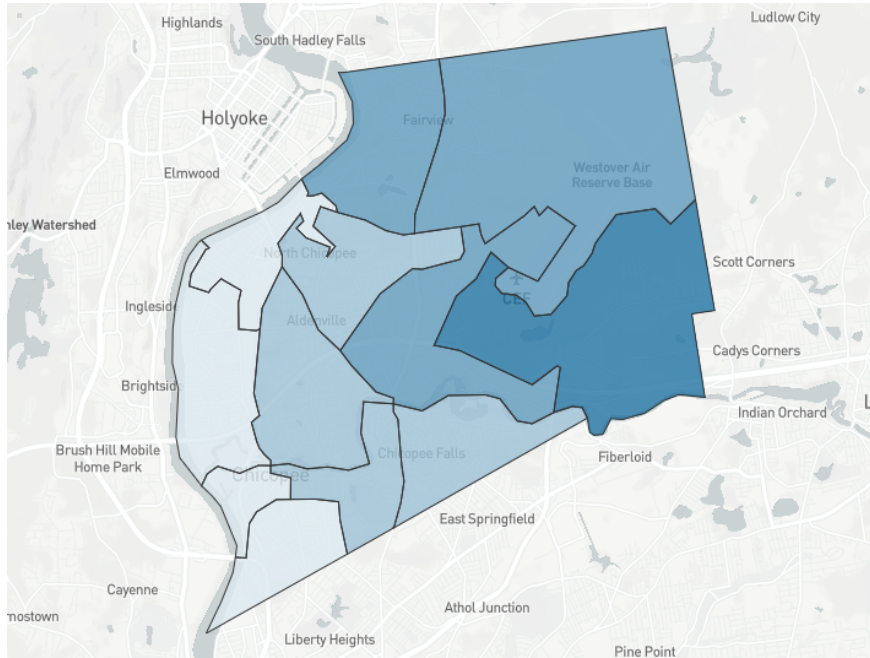 Ludlow City
Highlands
South Hadley Falls
Holyoke
Fairview
Elmwood
Westover Air
Reserve Base
nley Watershed
North Chicopee
Scott Corners
CEF
Ingleside
Aldenville
Cadys Corners
Brightside
Indian Orchard
L
Brush Hill Mobile
Home Park
Chicopee Falls
Fiberloid
Chicopee
East Springfield
Cayenne
Athol Junction
rnostown
Liberty Heights
Pine Point